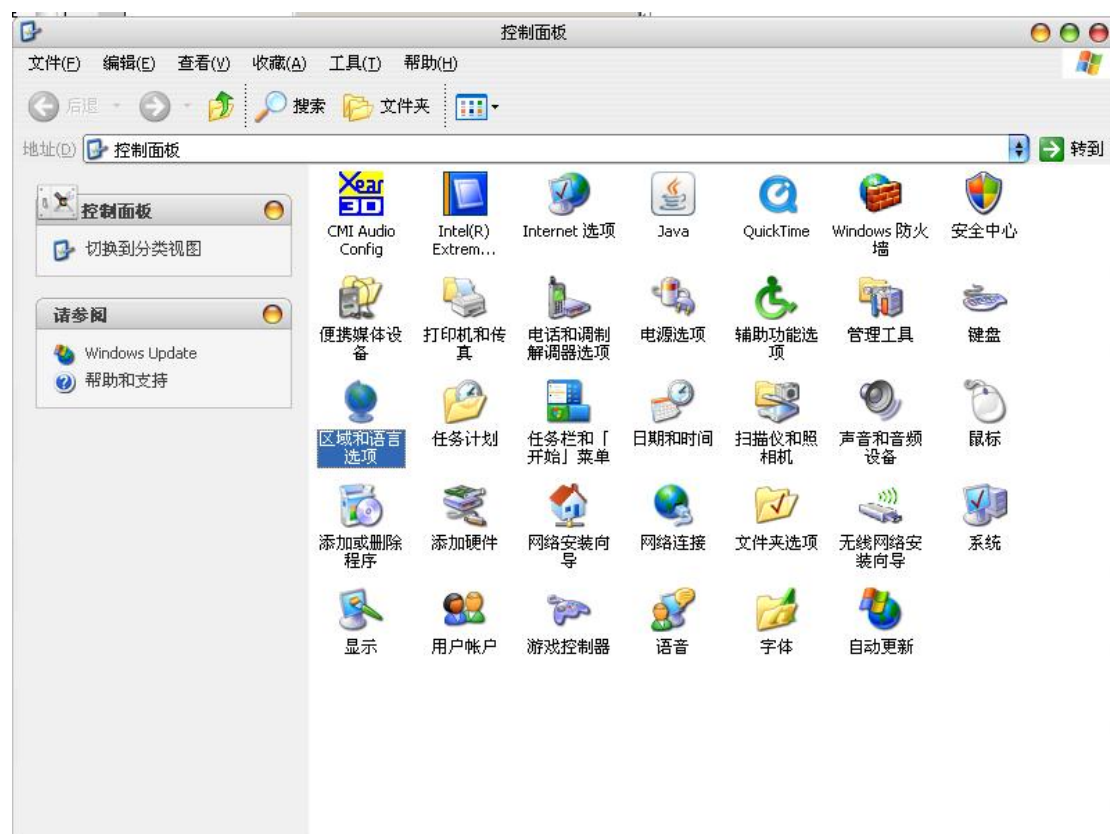 控制面板
文件(F) 编辑(E) 查看(V) 收藏(A) 工具(T) 帮助(H)
后退 搜索 文件夹
地址(D) 控制面板 转到
控制面板
切换到分类视图
请参阅
Windows Update
帮助和支持
Xear
3D
CMI Audio
Config
Intel(R)
Extrem...
Internet 选项
Java
QuickTime
Windows 防火
墙
安全中心
便携媒体设
备
打印机和传
真
电话和调制
解调器选项
电源选项
辅助功能选
项
管理工具
键盘
区域和语言
选项
任务计划
任务栏和「
开始」菜单
日期和时间
扫描仪和照
相机
声音和音频
设备
鼠标
添加或删除
程序
添加硬件
网络安装向
导
网络连接
文件夹选项
无线网络安
装向导
系统
显示
用户帐户
游戏控制器
语音
字体
自动更新